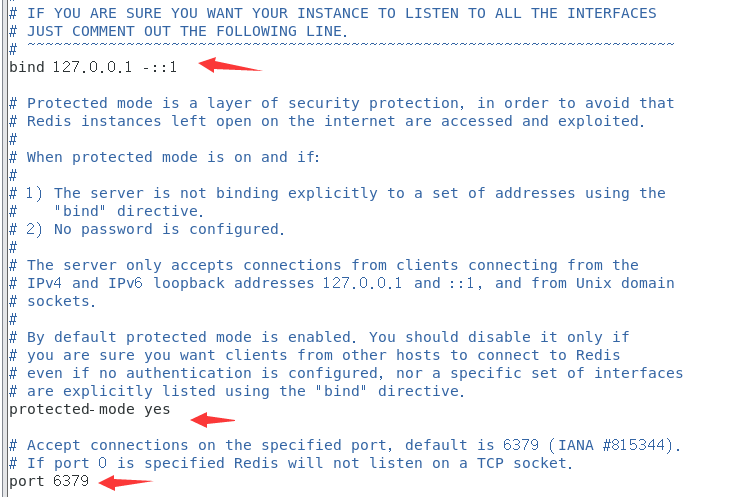 # IF YOU ARE SURE YOU WANT YOUR INSTANCE TO LISTEN TO ALL THE INTERFACES
# JUST COMMENT OUT THE FOLLOWING LINE.
# ~~~~~~~~~~~~~~~~~~~~~~~~~~~~~~~~~~~~~~~~~~~~~~~~~~~~~~~~~~~~~~~~~~~~~~~~
bind 127.0.0.1 -::1
# Protected mode is a layer of security protection, in order to avoid that
# Redis instances left open on the internet are accessed and exploited.
#
# When protected mode is on and if:
#
# 1) The server is not binding explicitly to a set of addresses using the
#    "bind" directive.
# 2) No password is configured.
#
# The server only accepts connections from clients connecting from the
# IPv4 and IPv6 loopback addresses 127.0.0.1 and ::1, and from Unix domain
# sockets.
#
# By default protected mode is enabled. You should disable it only if
# you are sure you want clients from other hosts to connect to Redis
# even if no authentication is configured, nor a specific set of interfaces
# are explicitly listed using the "bind" directive.
protected-mode yes
# Accept connections on the specified port, default is 6379 (IANA #815344).
# If port 0 is specified Redis will not listen on a TCP socket.
port 6379